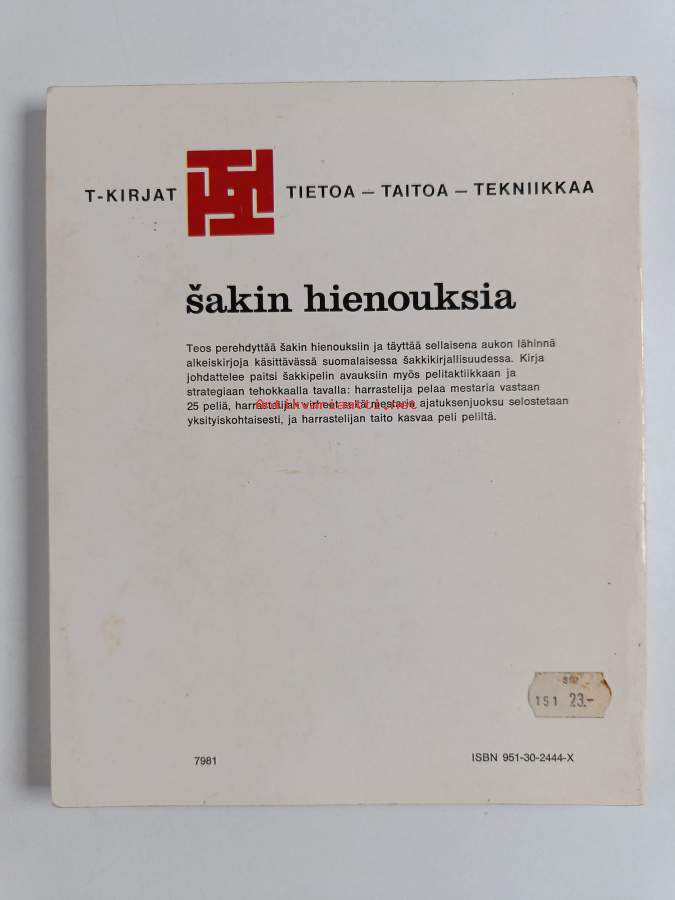 T-KIRJAT TIETOA — TAITOA — TEKNIIKKAA
šakin hienouksia
Teos perehdyttää šakin hienouksiin ja täyttää sellaisena aukon lähinnä
alkeiskirjoja käsittävässä suomalaisessa šakkikirjallisuudessa. Kirja
johdattelee paitsi šakkipelin avauksiin myös pelitaktiikkaan ja
strategiaan tehokkaalla tavalla: harrastelija pelaa mestaria vastaan
25 peliä, harrastelijan virheet sekä mestarin ajatuksenjuoksu selostetaan
yksityiskohtaisesti, ja harrastelijan taito kasvaa peli peliltä.
151 23.-
7981 ISBN 951-30-2444-X